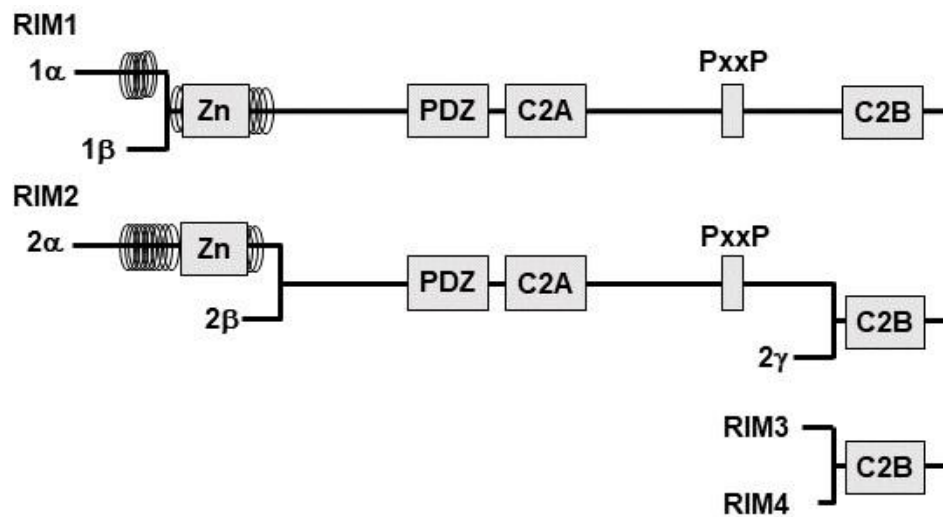 RIM1
1α
PxxP
Zn
PDZ
C2A
C2B
1β
RIM2
2α
PxxP
Zn
PDZ
C2A
2β
C2B
2γ
RIM3
C2B
RIM4